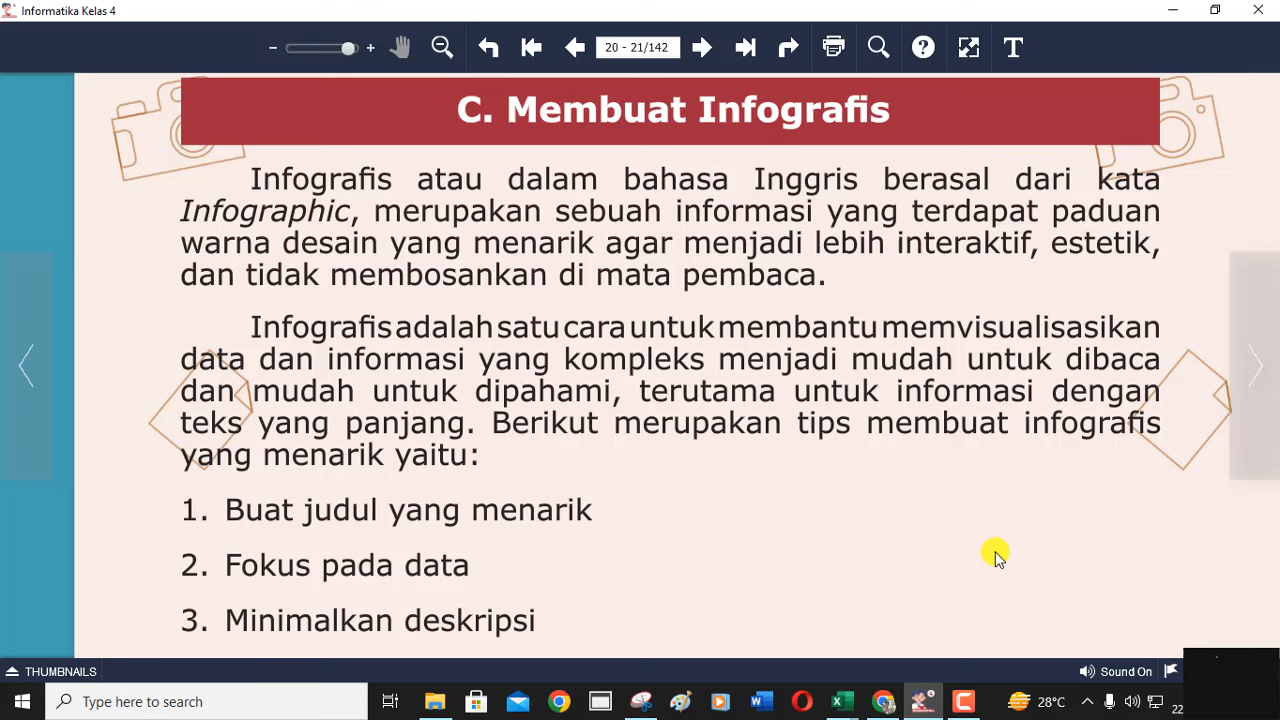 Informatika Kelas 4
20 - 21/142
C. Membuat Infografis
Infografis atau dalam bahasa Inggris berasal dari kata
Infographic, merupakan sebuah informasi yang terdapat paduan
warna desain yang menarik agar menjadi lebih interaktif, estetik,
dan tidak membosankan di mata pembaca.
Infografis adalah satu cara untuk membantu memvisualisasikan
data dan informasi yang kompleks menjadi mudah untuk dibaca
dan mudah untuk dipahami, terutama untuk informasi dengan
teks yang panjang. Berikut merupakan tips membuat infografis
yang menarik yaitu:
1. Buat judul yang menarik
2. Fokus pada data
3. Minimalkan deskripsi
THUMBNAILS
Sound On
Type here to search
28°C
22